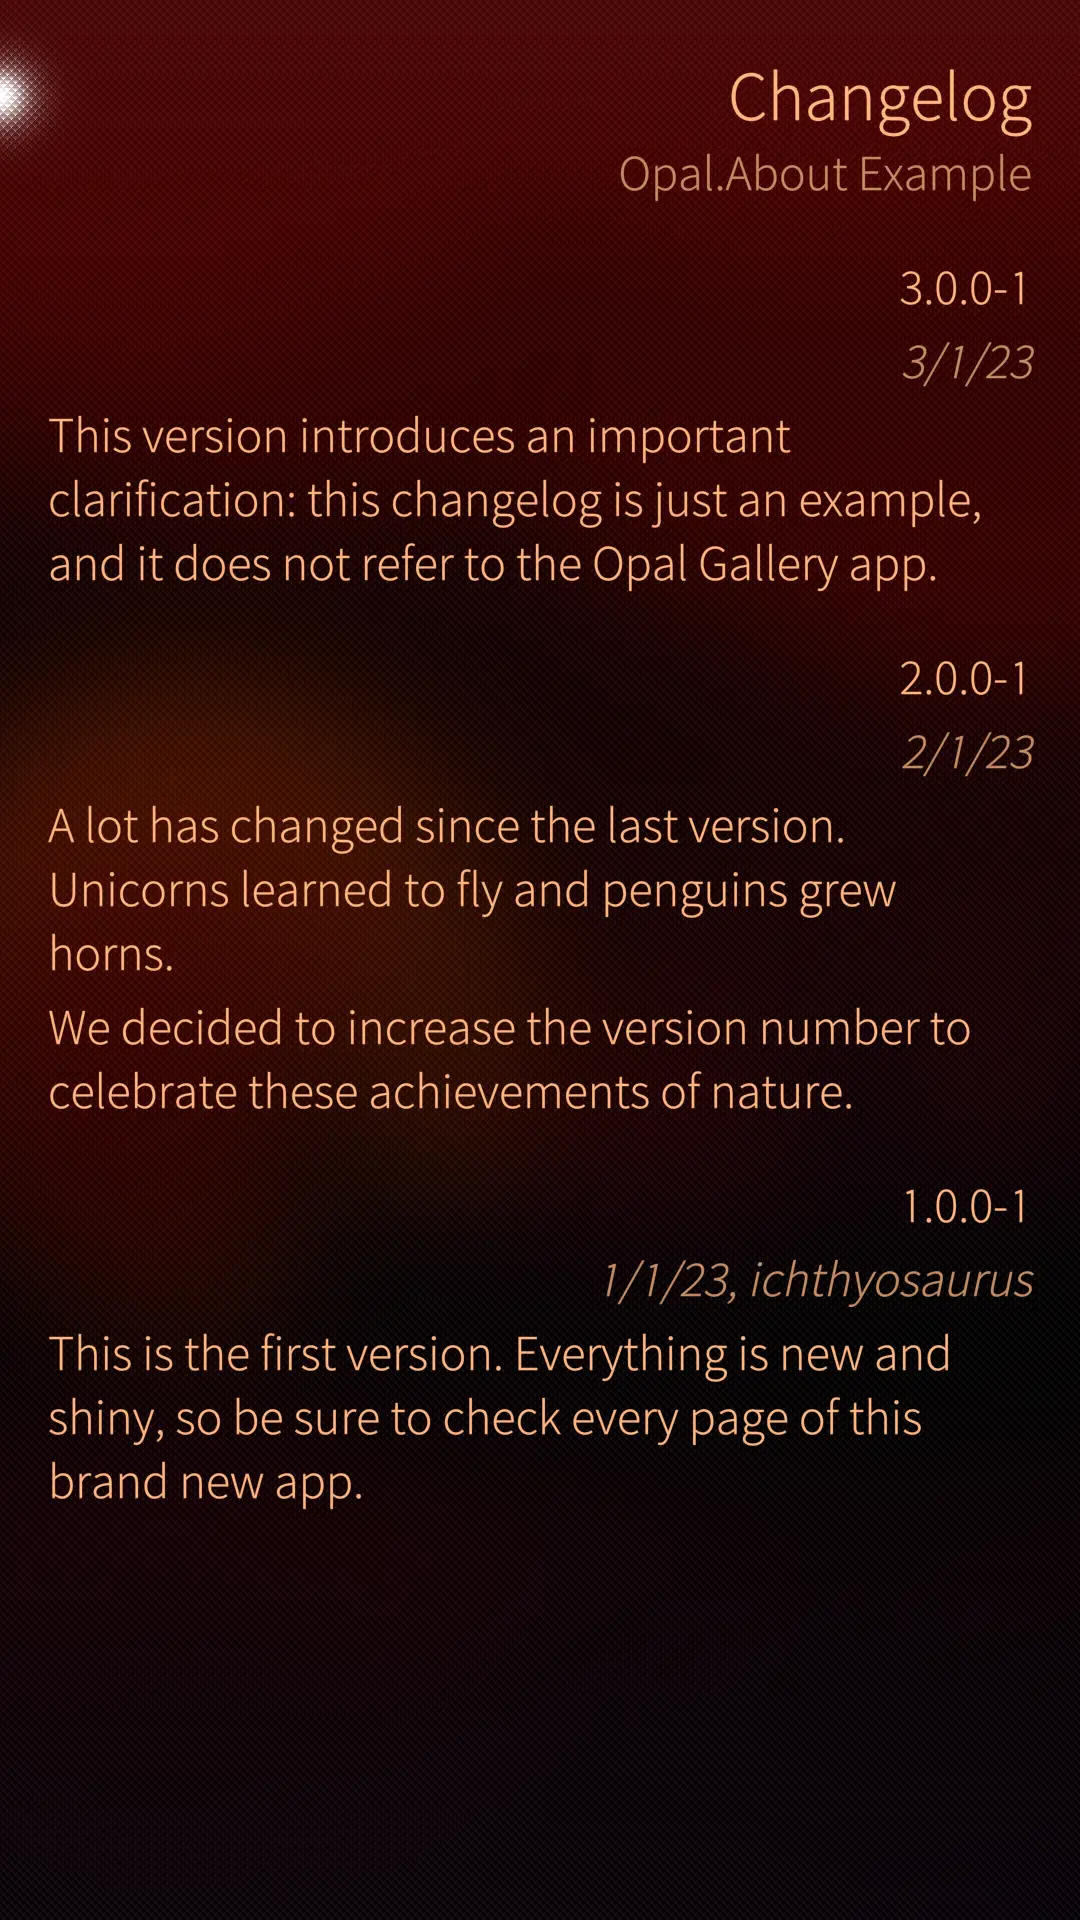 Changelog
Opal.About Example
3.0.0-1
3/1/23
This version introduces an important
clarification: this changelog is just an example,
and it does not refer to the Opal Gallery app.
2.0.0-1
2/1/23
A lot has changed since the last version.
Unicorns learned to fly and penguins grew
horns.
We decided to increase the version number to
celebrate these achievements of nature.
1.0.0-1
1/1/23, ichthyosaurus
This is the first version. Everything is new and
shiny, so be sure to check every page of this
brand new app.